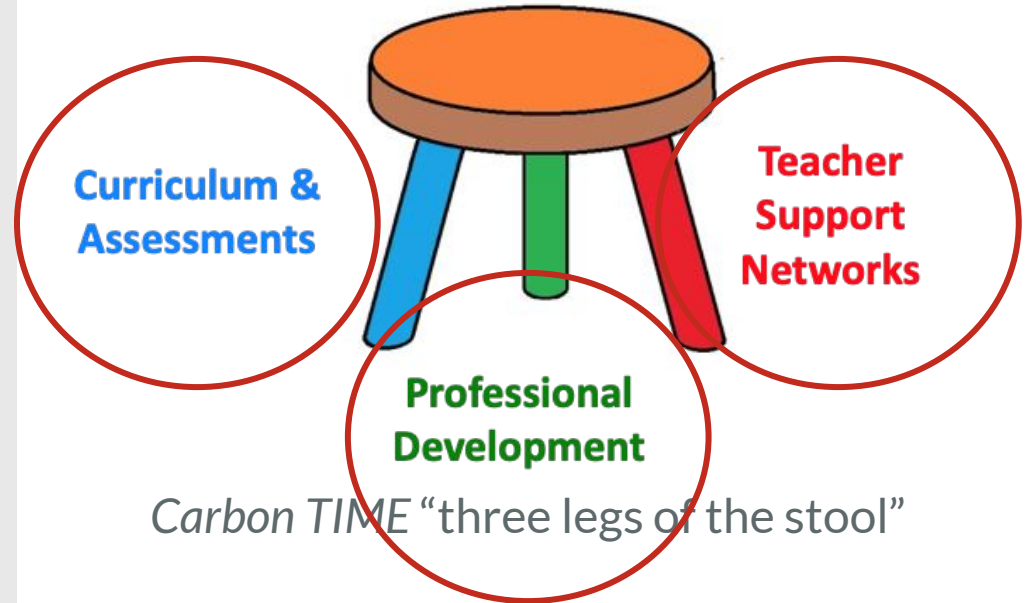 Curriculum &
Assessments
Teacher
Support
Networks
Professional
Development
Carbon TIME “three legs of the stool”